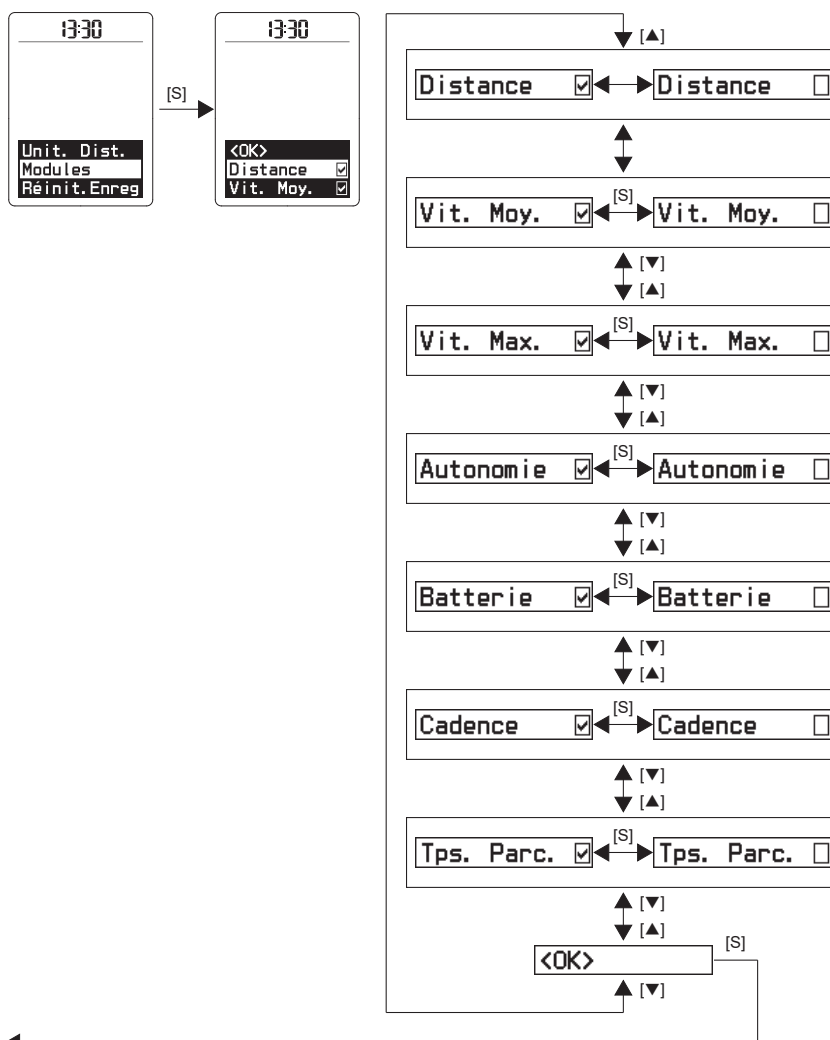 13:30
Unit. Dist.
Modules
Réinit.Enreg
[S]
13:30
<OK>
Distance
Vit. Moy.
[▲]
Distance
Distance
Vit. Moy.
[S]
Vit. Moy.
[▼]
[▲]
Vit. Max.
[S]
Vit. Max.
[▼]
[▲]
Autonomie
[S]
Autonomie
[▼]
[▲]
Batterie
[S]
Batterie
[▼]
[▲]
Cadence
[S]
Cadence
[▼]
[▲]
Tps. Parc.
[S]
Tps. Parc.
[▼]
[▲]
<OK>
[S]
[▼]